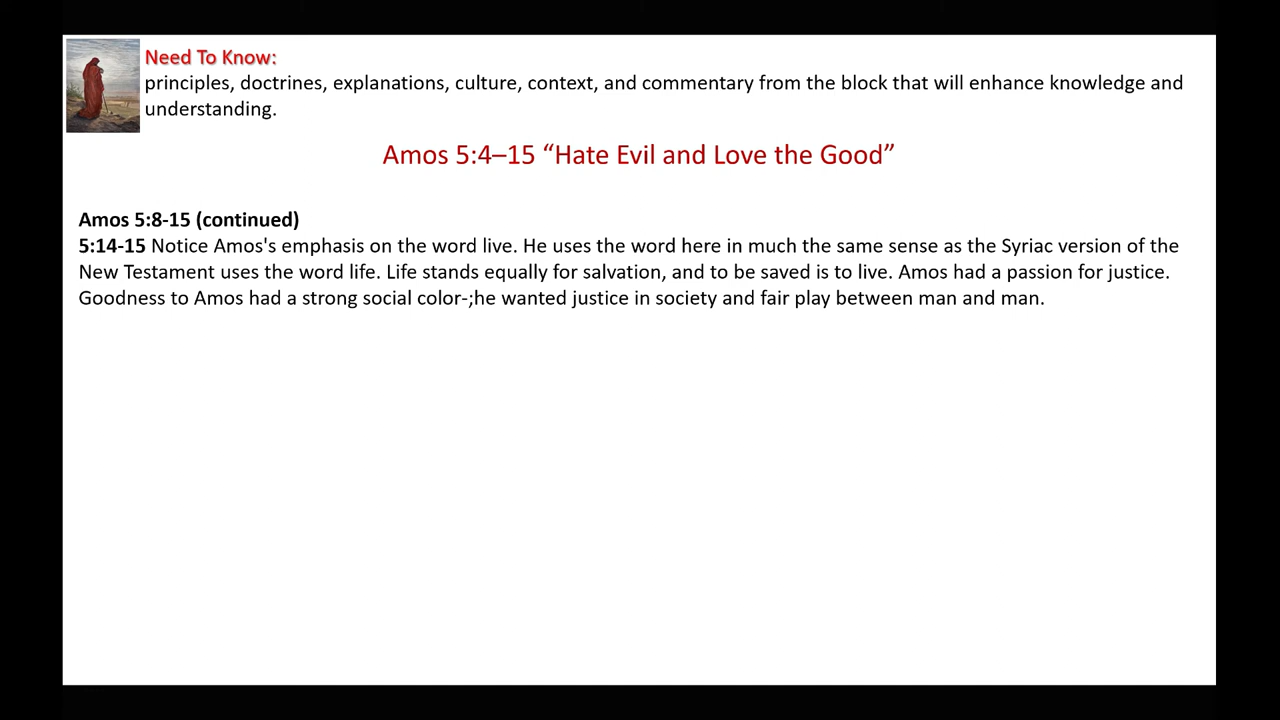 Need To Know:
principles, doctrines, explanations, culture, context, and commentary from the block that will enhance knowledge and
understanding.
Amos 5:4–15 “Hate Evil and Love the Good”
Amos 5:8-15 (continued)
5:14-15 Notice Amos's emphasis on the word live. He uses the word here in much the same sense as the Syriac version of the
New Testament uses the word life. Life stands equally for salvation, and to be saved is to live. Amos had a passion for justice.
Goodness to Amos had a strong social color-;he wanted justice in society and fair play between man and man.